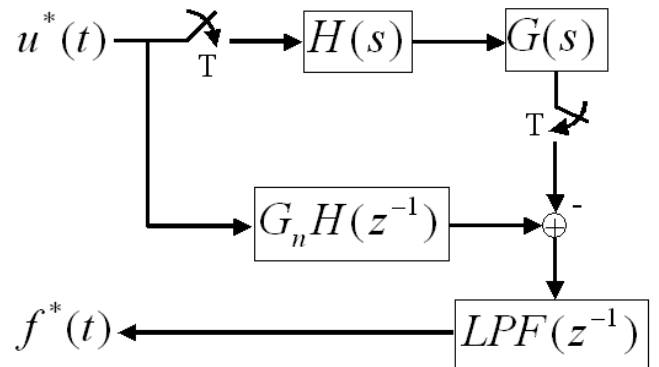 u*(t)
T
H(s)
G(s)
T
-
GₙH(z⁻¹)
+
f*(t)
LPF(z⁻¹)